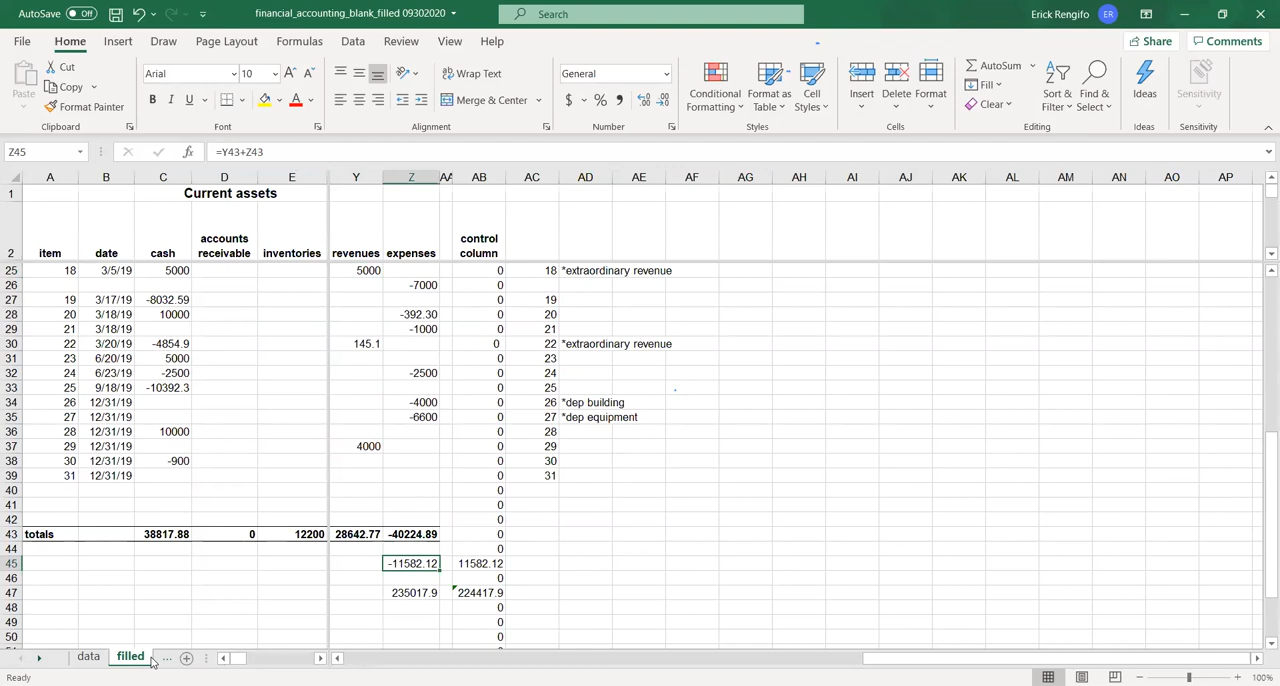 AutoSave Off financial_accounting_blank_filled 09302020 Search Erick Rengifo ER
File Home Insert Draw Page Layout Formulas Data Review View Help Share Comments
Paste Cut Copy Format Painter Clipboard
Arial 10 A A B I U A Font
Wrap Text Merge & Center Alignment
General $ % , Number
Conditional Formatting Format as Table Cell Styles Styles
Insert Delete Format Cells
AutoSum Fill Clear Sort & Filter Find & Select Editing
Ideas Ideas
Sensitivity Sensitivity
Z45 fx =Y43+Z43
A B C D E Y Z AA AB AC AD AE AF AG AH AI AJ AK AL AM AN AO AP
1 Current assets
2 item date cash accounts receivable inventories revenues expenses control column
25 18 3/5/19 5000 5000 0 18 *extraordinary revenue
26 -7000 0
27 19 3/17/19 -8032.59 0 19
28 20 3/18/19 10000 -392.30 0 20
29 21 3/18/19 -1000 0 21
30 22 3/20/19 -4854.9 145.1 0 22 *extraordinary revenue
31 23 6/20/19 5000 0 23
32 24 6/23/19 -2500 -2500 0 24
33 25 9/18/19 -10392.3 0 25
34 26 12/31/19 -4000 0 26 *dep building
35 27 12/31/19 -6600 0 27 *dep equipment
36 28 12/31/19 10000 0 28
37 29 12/31/19 4000 0 29
38 30 12/31/19 -900 0 30
39 31 12/31/19 0 31
40 0
41 0
42 0
43 totals 38817.88 0 12200 28642.77 -40224.89 0
44 0
45 -11582.12 11582.12
46 0
47 235017.9 224417.9
48 0
49 0
50 0
data filled ...
Ready 100%